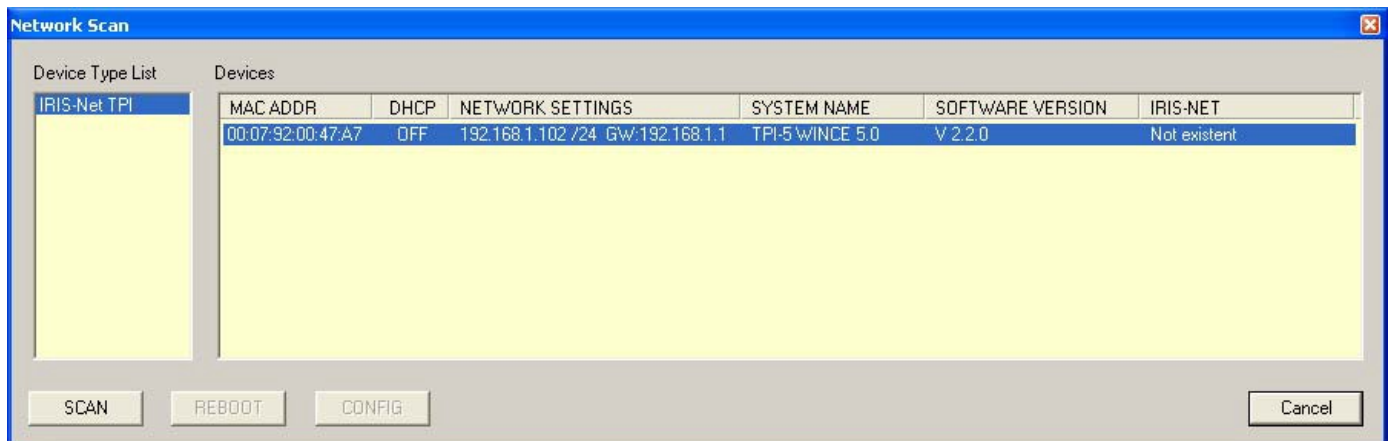 Network Scan
Device Type List Devices
IRIS-Net TPI
MAC ADDR DHCP NETWORK SETTINGS SYSTEM NAME SOFTWARE VERSION IRIS-NET
00:07:92:00:47:A7 OFF 192.168.1.102 /24 GW:192.168.1.1 TPI-5 WINCE 5.0 V 2.2.0 Not existent
SCAN REBOOT CONFIG Cancel